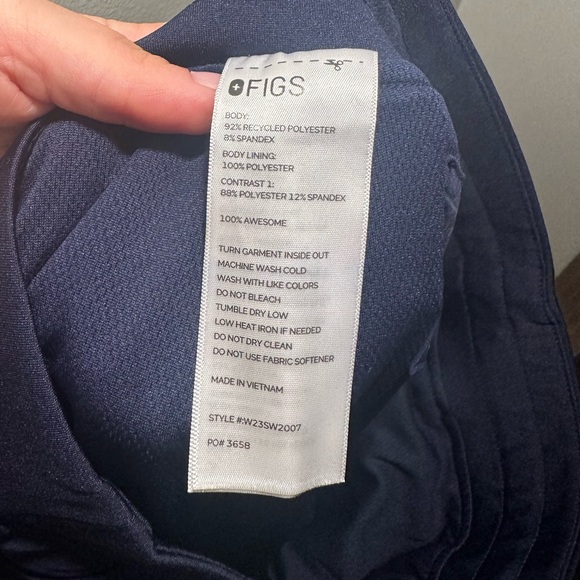 FIGS
BODY:
92% RECYCLED POLYESTER
8% SPANDEX
BODY LINING:
100% POLYESTER
CONTRAST 1:
88% POLYESTER 12% SPANDEX
100% AWESOME
TURN GARMENT INSIDE OUT
MACHINE WASH COLD
WASH WITH LIKE COLORS
DO NOT BLEACH
TUMBLE DRY LOW
LOW HEAT IRON IF NEEDED
DO NOT DRY CLEAN
DO NOT USE FABRIC SOFTENER
MADE IN VIETNAM
STYLE #:W23SW2007
PO# 3658